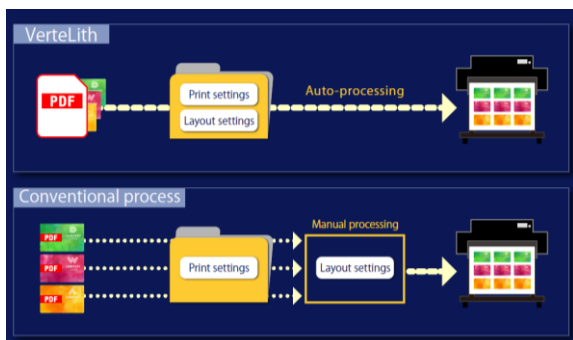 VerteLith
PDF
Print settings
Layout settings
Auto-processing
Conventional process
Manual processing
PDF
PDF
PDF
Print settings
Layout settings